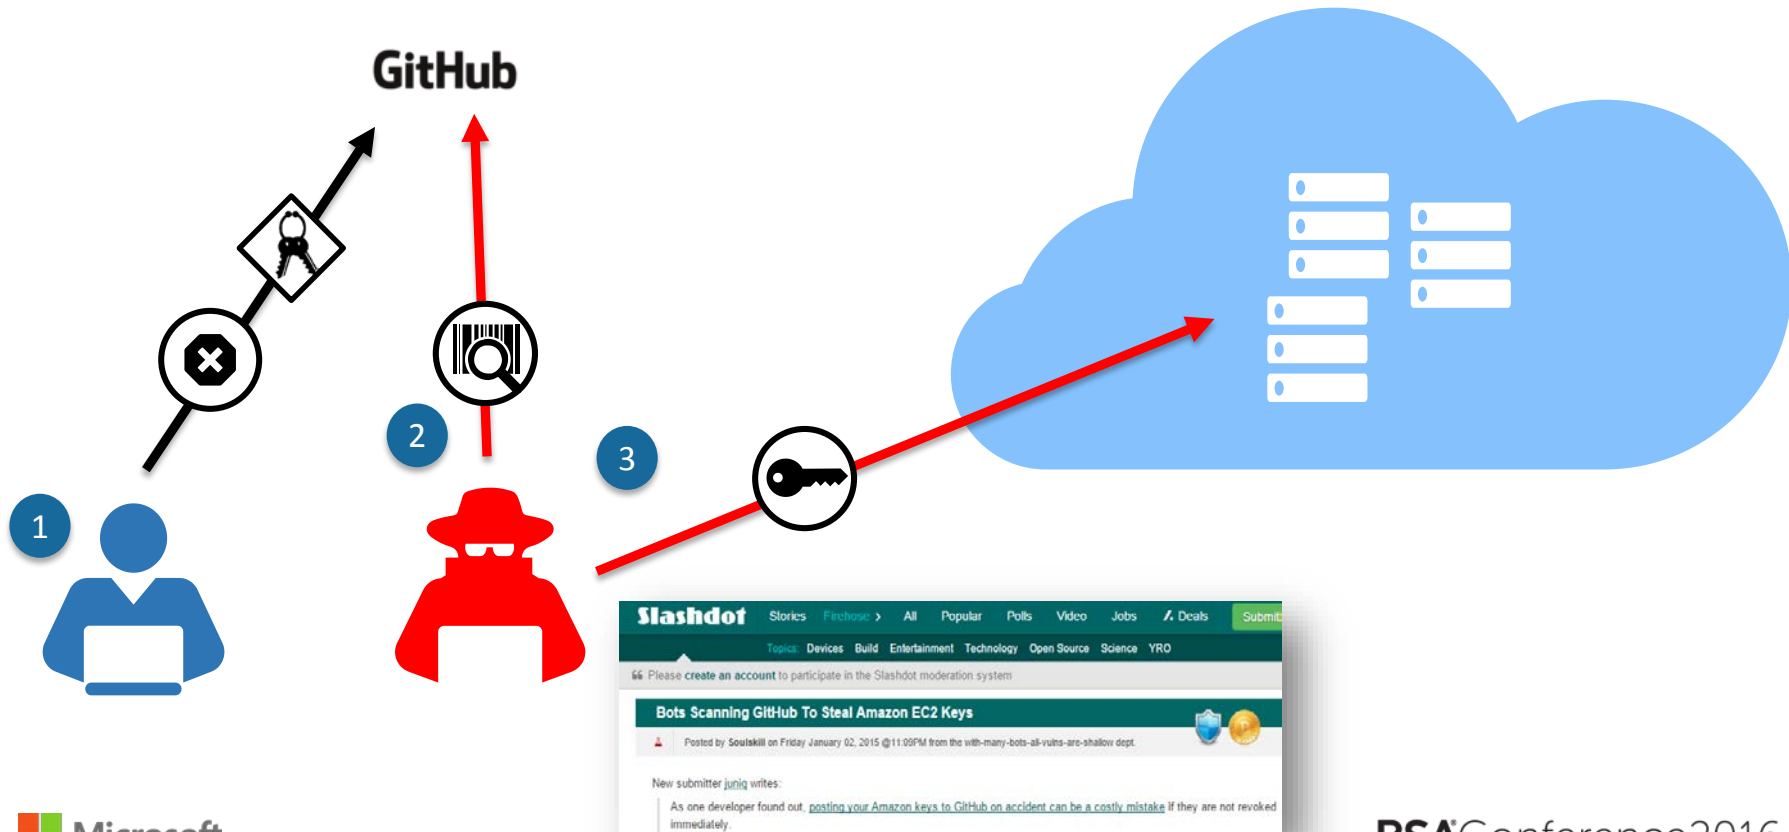 GitHub
2
3
1
Slashdot Stories Firehose > All Popular Polls Video Jobs Deals Submit
Topics: Devices Build Entertainment Technology Open Source Science YRO
Please create an account to participate in the Slashdot moderation system
Bots Scanning GitHub To Steal Amazon EC2 Keys
Posted by Soulskill on Friday January 02, 2015 @11:09PM from the with-many-bots-all-vulns-are-shallow dept.
New submitter juniq writes:
As one developer found out, posting your Amazon keys to GitHub on accident can be a costly mistake if they are not revoked
immediately.
Microsoft
RSAConference2016